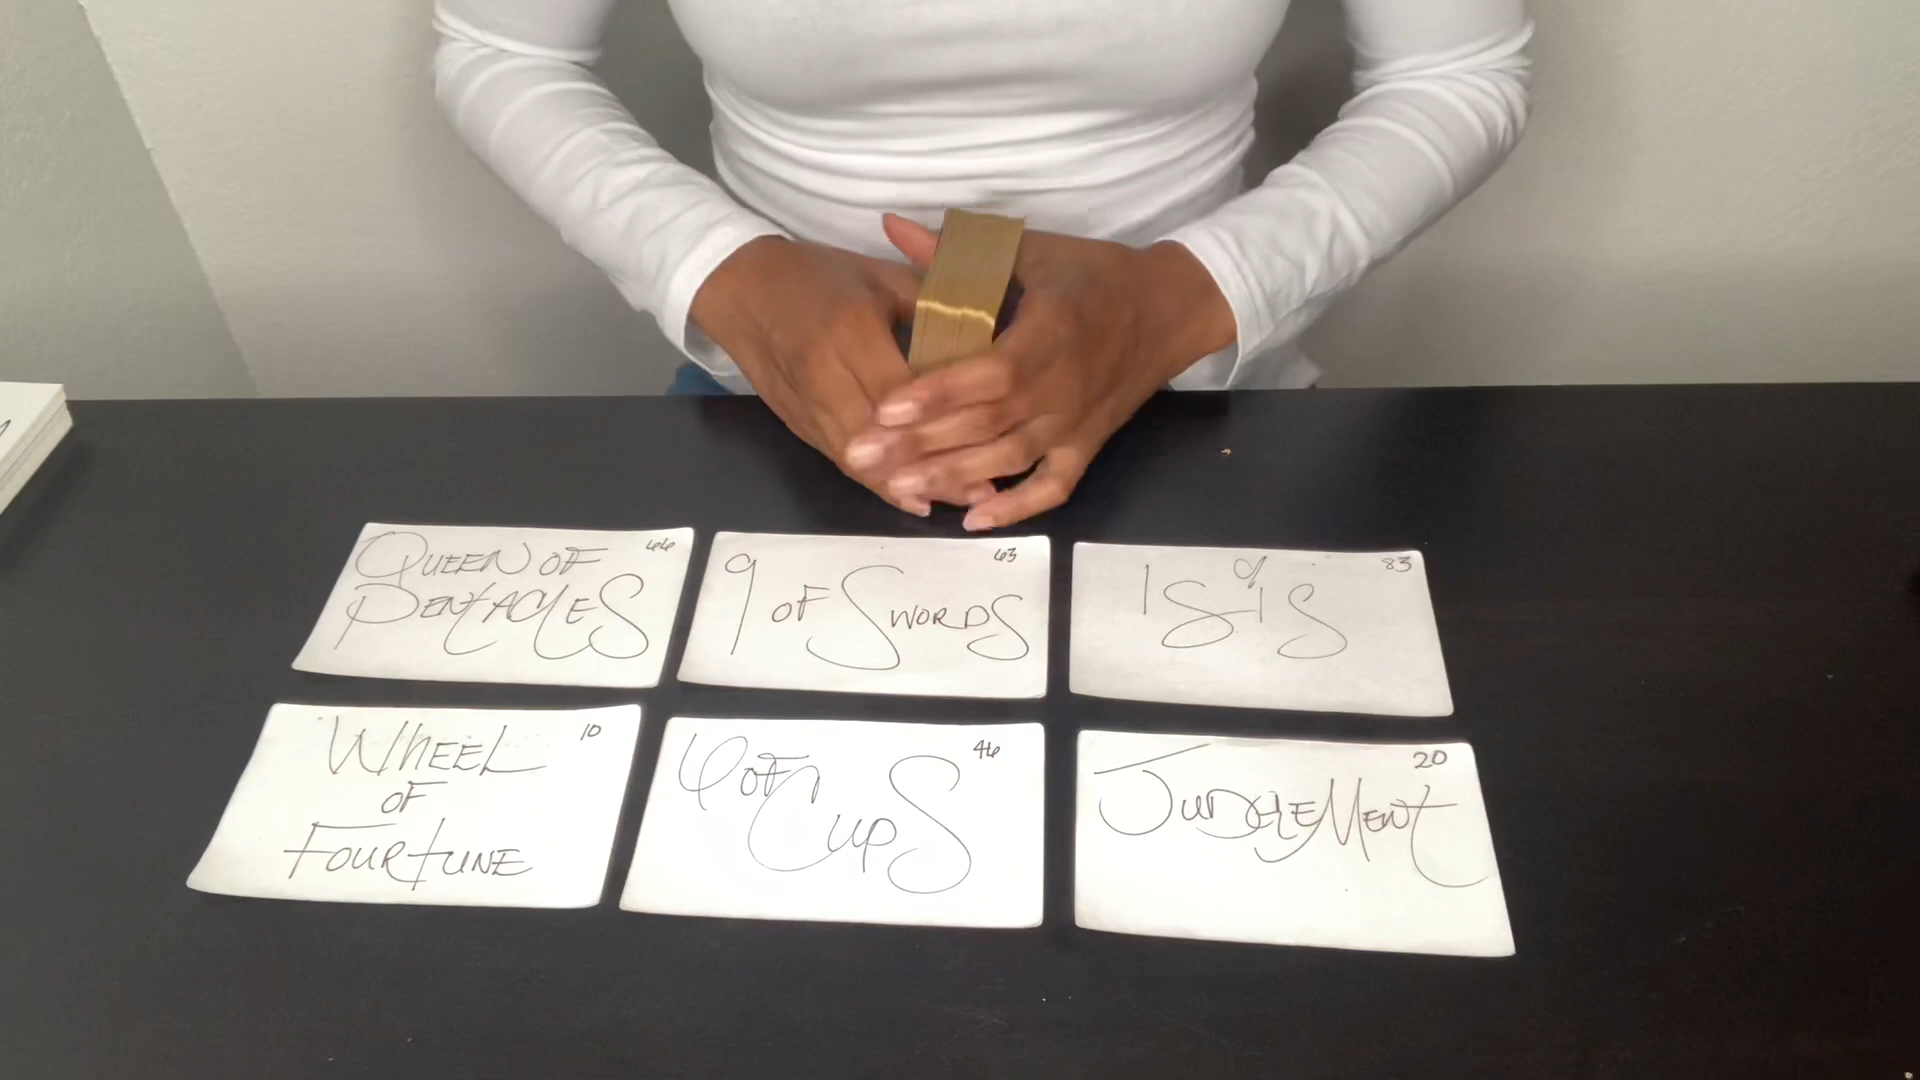 QUEEN OF
PENTACLES
66
9 OF SWORDS
63
ISIS
83
WHEEL
OF
FOURTUNE
10
6 OF
CUPS
46
JUDGEMENT
20